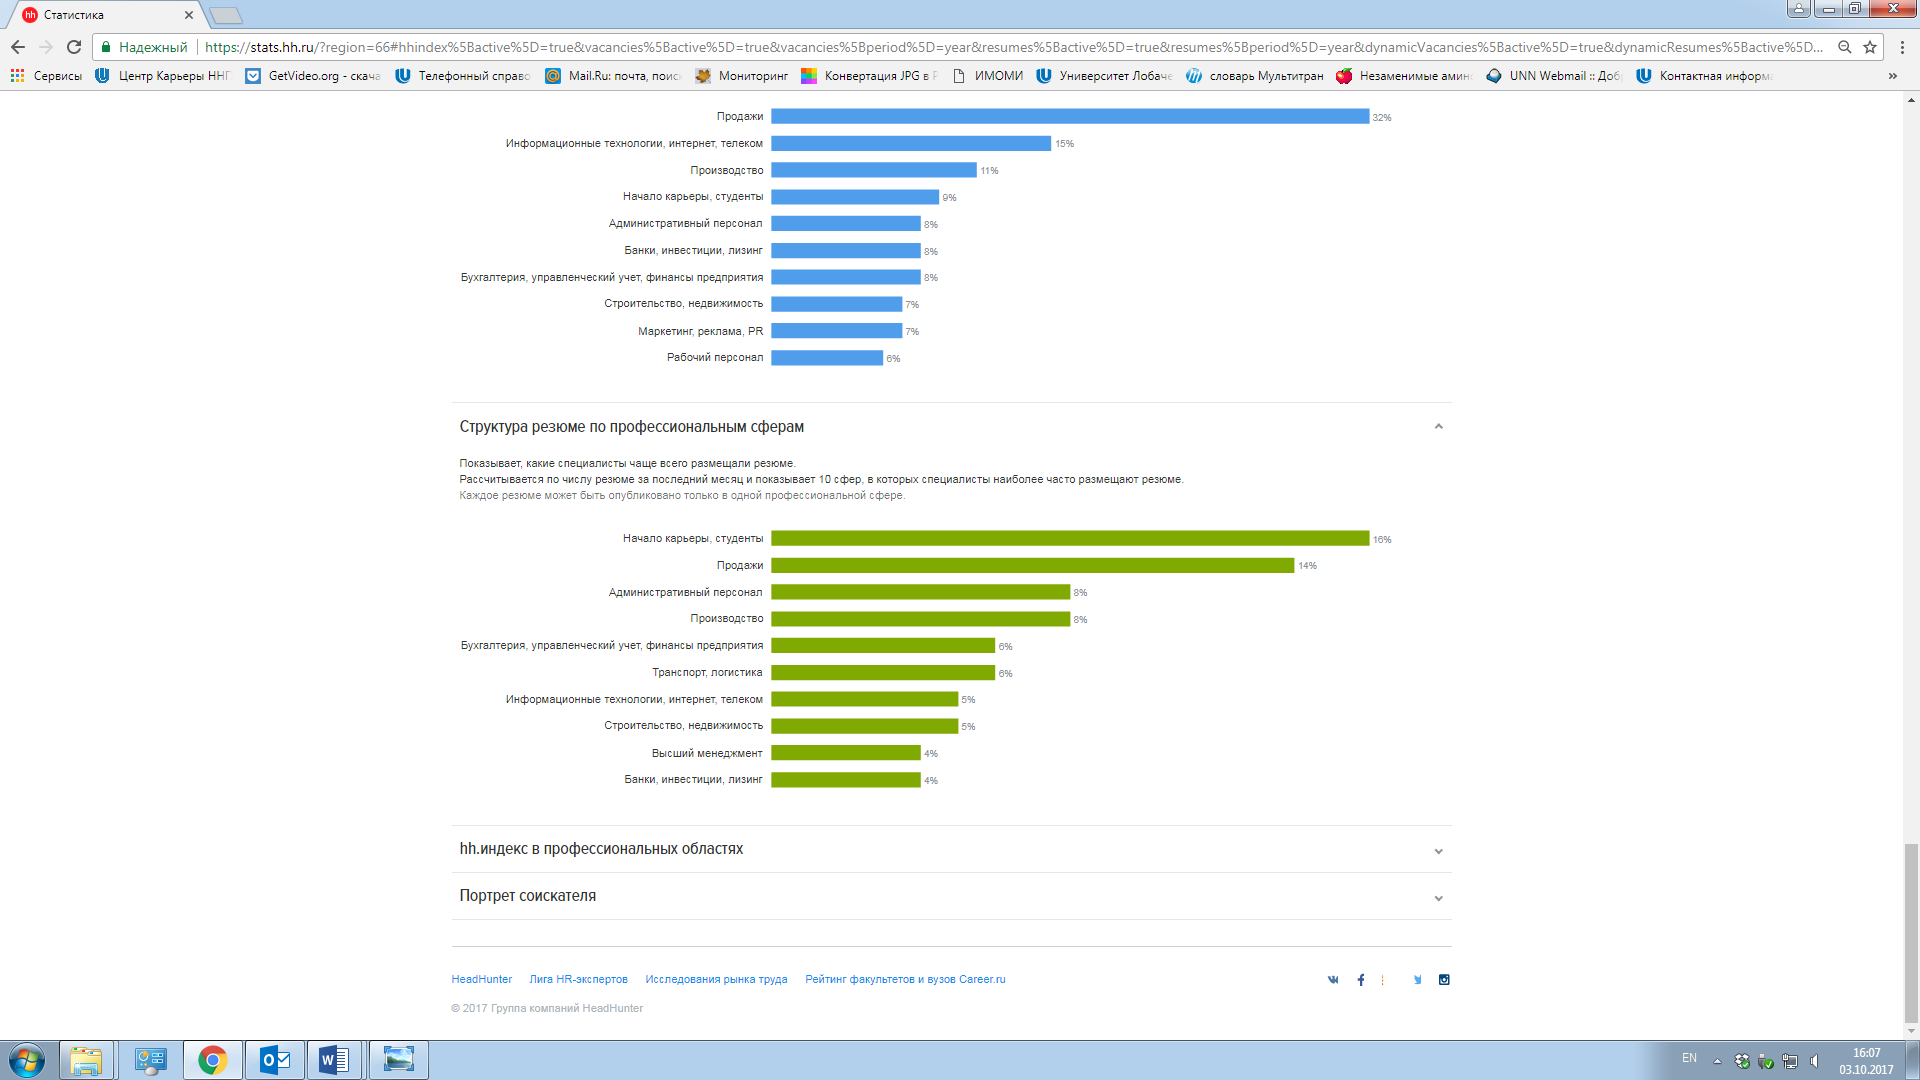 Статистика
Надежный
https://stats.hh.ru/?region=66#hhindex%5Bactive%5D=true&vacancies%5Bactive%5D=true&vacancies%5Bperiod%5D=year&resumes%5Bactive%5D=true&resumes%5Bperiod%5D=year&dynamicVacancies%5Bactive%5D=true&dynamicResumes%5Bactive%5D...
Сервисы Центр Карьеры ННГ GetVideo.org - скача Телефонный справо Mail.Ru: почта, поис Мониторинг Конвертация JPG в ИМОМИ Университет Лобаче словарь Мультитран Незаменимые амин UNN Webmail :: Доб Контактная информ »
Продажи 32%
Информационные технологии, интернет, телеком 15%
Производство 11%
Начало карьеры, студенты 9%
Административный персонал 8%
Банки, инвестиции, лизинг 8%
Бухгалтерия, управленческий учет, финансы предприятия 8%
Строительство, недвижимость 7%
Маркетинг, реклама, PR 7%
Рабочий персонал 6%
Структура резюме по профессиональным сферам
Показывает, какие специалисты чаще всего размещали резюме.
Рассчитывается по числу резюме за последний месяц и показывает 10 сфер, в которых специалисты наиболее часто размещают резюме.
Каждое резюме может быть опубликовано только в одной профессиональной сфере.
Начало карьеры, студенты 16%
Продажи 14%
Административный персонал 8%
Производство 8%
Бухгалтерия, управленческий учет, финансы предприятия 6%
Транспорт, логистика 6%
Информационные технологии, интернет, телеком 5%
Строительство, недвижимость 5%
Высший менеджмент 4%
Банки, инвестиции, лизинг 4%
hh.индекс в профессиональных областях
Портрет соискателя
HeadHunter Лига HR-экспертов Исследования рынка труда Рейтинг факультетов и вузов Career.ru
© 2017 Группа компаний HeadHunter
EN
16:07
03.10.2017